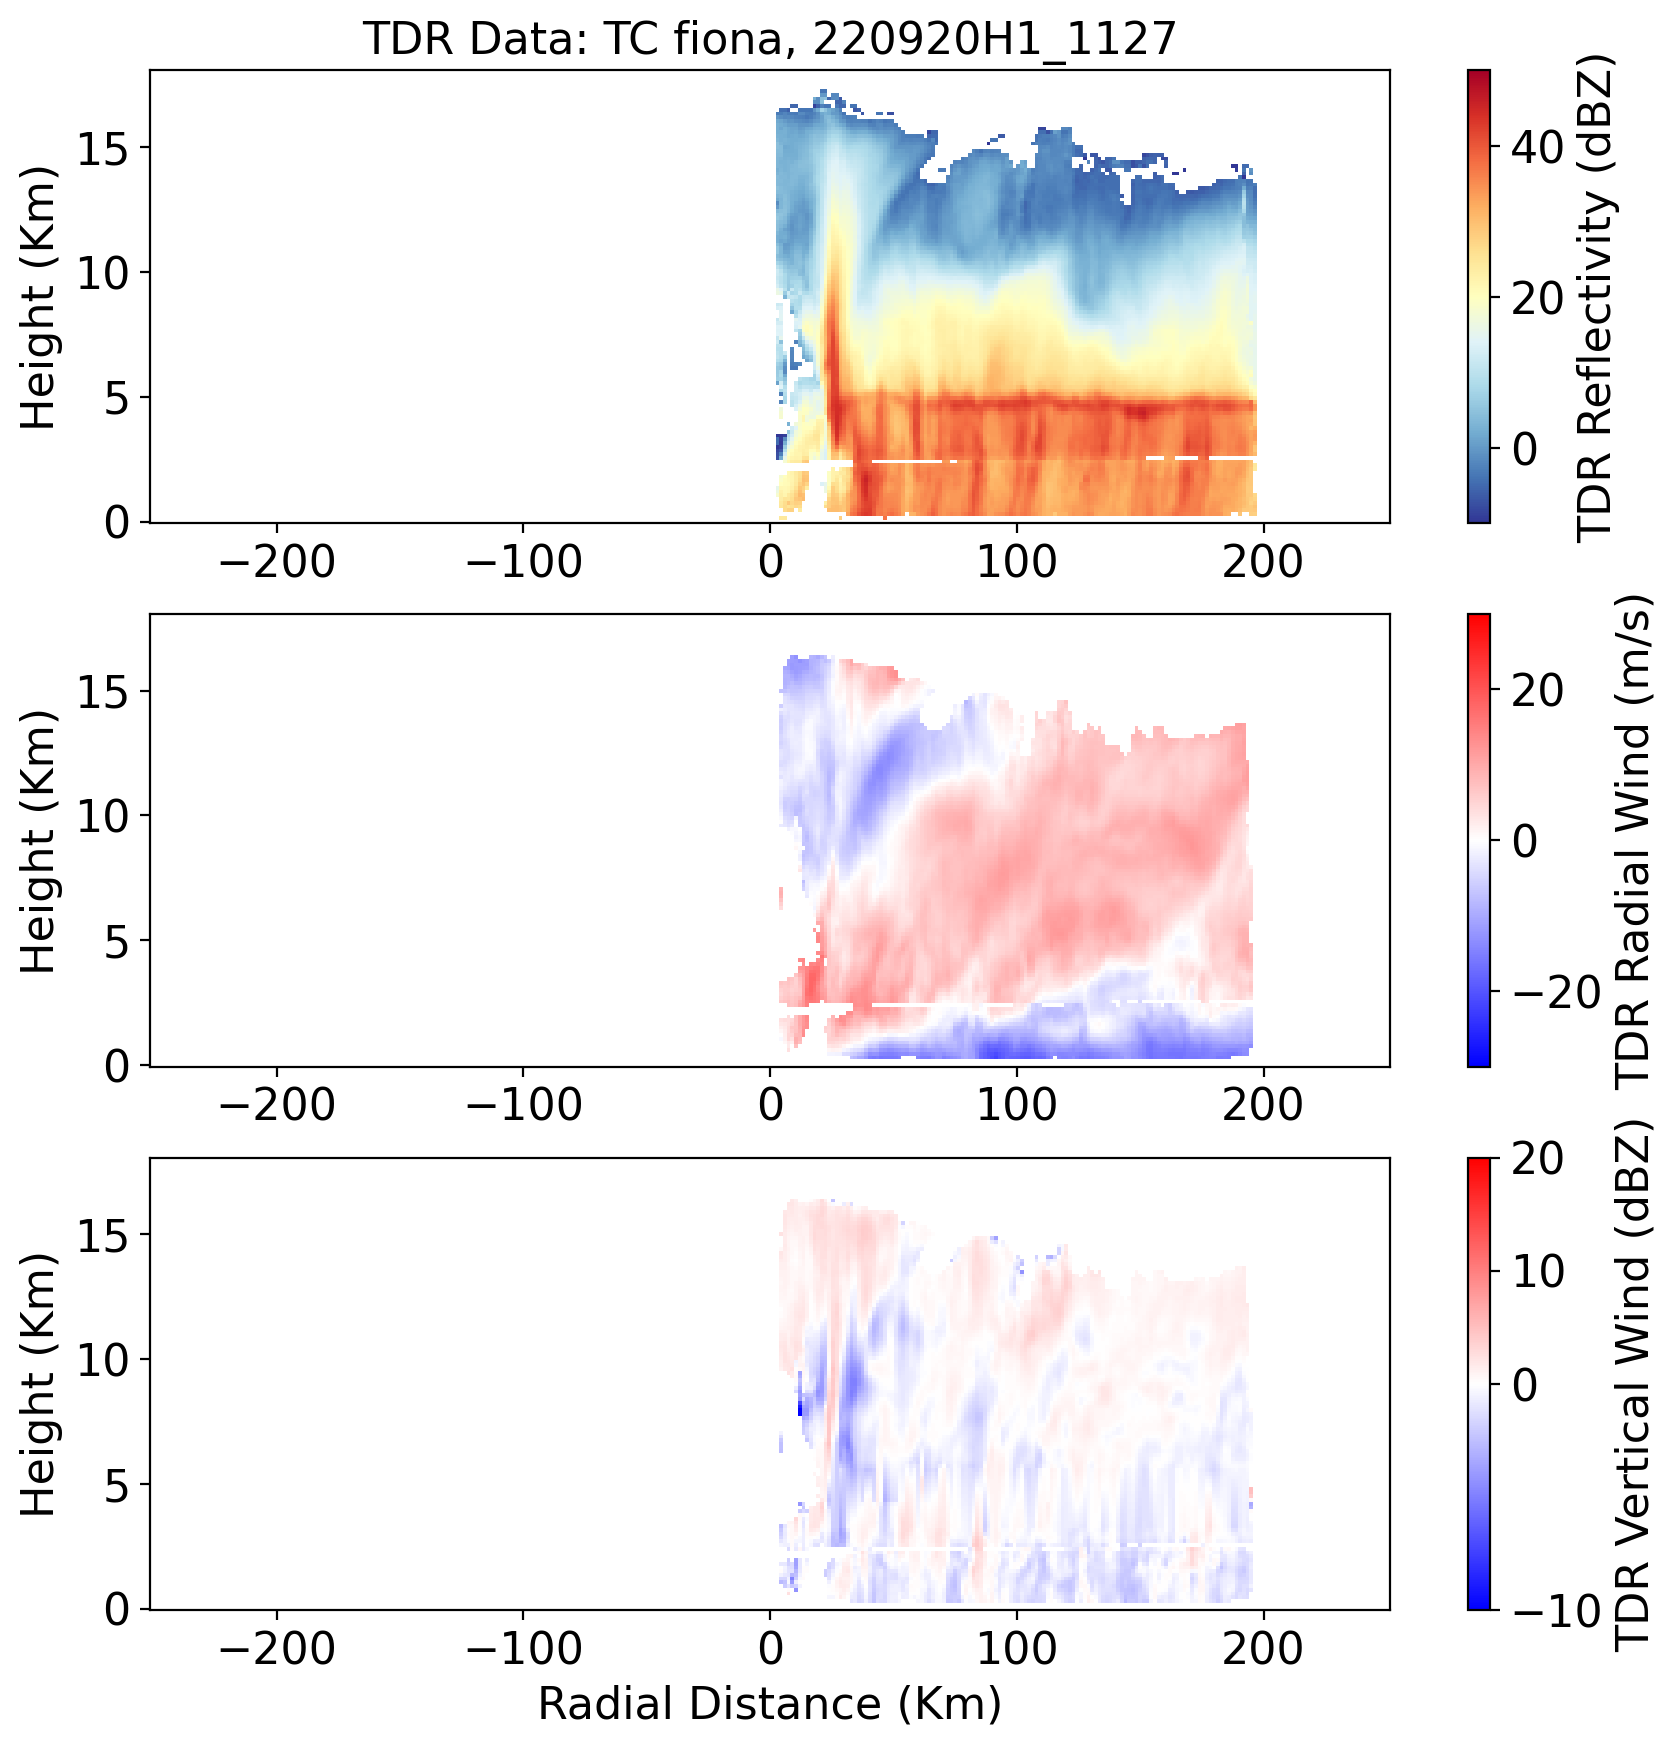 TDR Data: TC fiona, 220920H1_1127
Height (Km)
15
10
5
0
−200 −100 0 100 200
40
20
0
TDR Reflectivity (dBZ)
Height (Km)
15
10
5
0
−200 −100 0 100 200
20
0
−20
TDR Radial Wind (m/s)
Height (Km)
15
10
5
0
−200 −100 0 100 200
Radial Distance (Km)
20
10
0
−10
TDR Vertical Wind (dBZ)